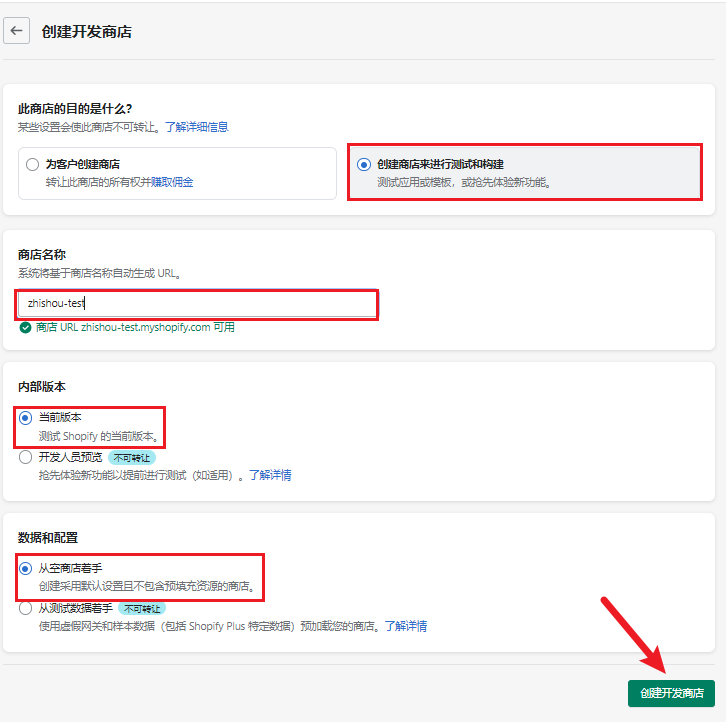 创建开发商店
此商店的目的是什么?
某些设置会使此商店不可转让。了解详细信息
为客户创建商店
转让此商店的所有权并赚取佣金
创建商店来进行测试和构建
测试应用或模板，或抢先体验新功能。
商店名称
系统将基于商店名称自动生成 URL。
zhishou-test
商店 URL zhishou-test.myshopify.com 可用
内部版本
当前版本
测试 Shopify 的当前版本。
开发人员预览 不可转让
抢先体验新功能以提前进行测试（如适用）。了解详情
数据和配置
从空商店着手
创建采用默认设置且不包含预填充资源的商店。
从测试数据着手 不可转让
使用虚假网关和样本数据（包括 Shopify Plus 特定数据）预加载您的商店。了解详情
创建开发商店